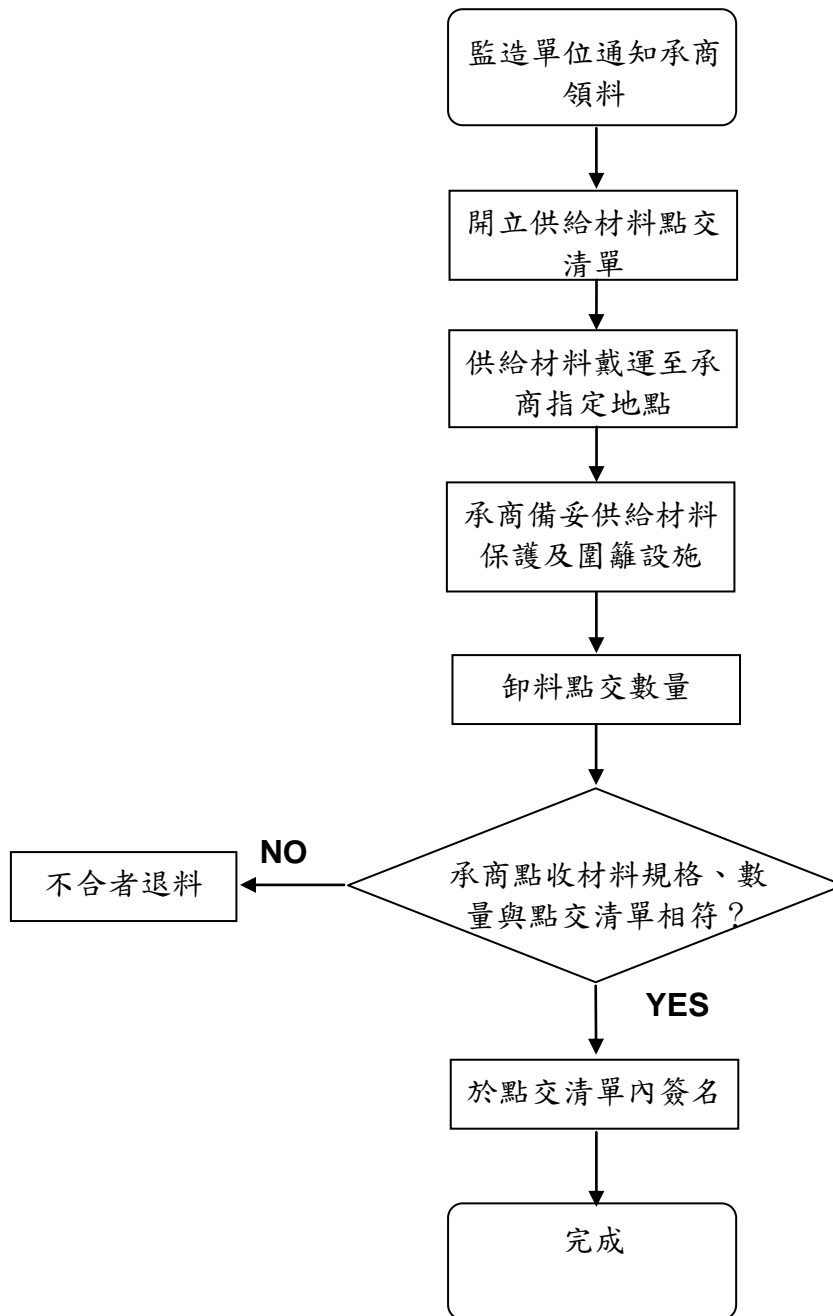 監造單位通知承商
領料
開立供給材料點交
清單
供給材料戴運至承
商指定地點
承商備妥供給材料
保護及圍籬設施
卸料點交數量
承商點收材料規格、數
量與點交清單相符？
NO
不合者退料
YES
於點交清單內簽名
完成